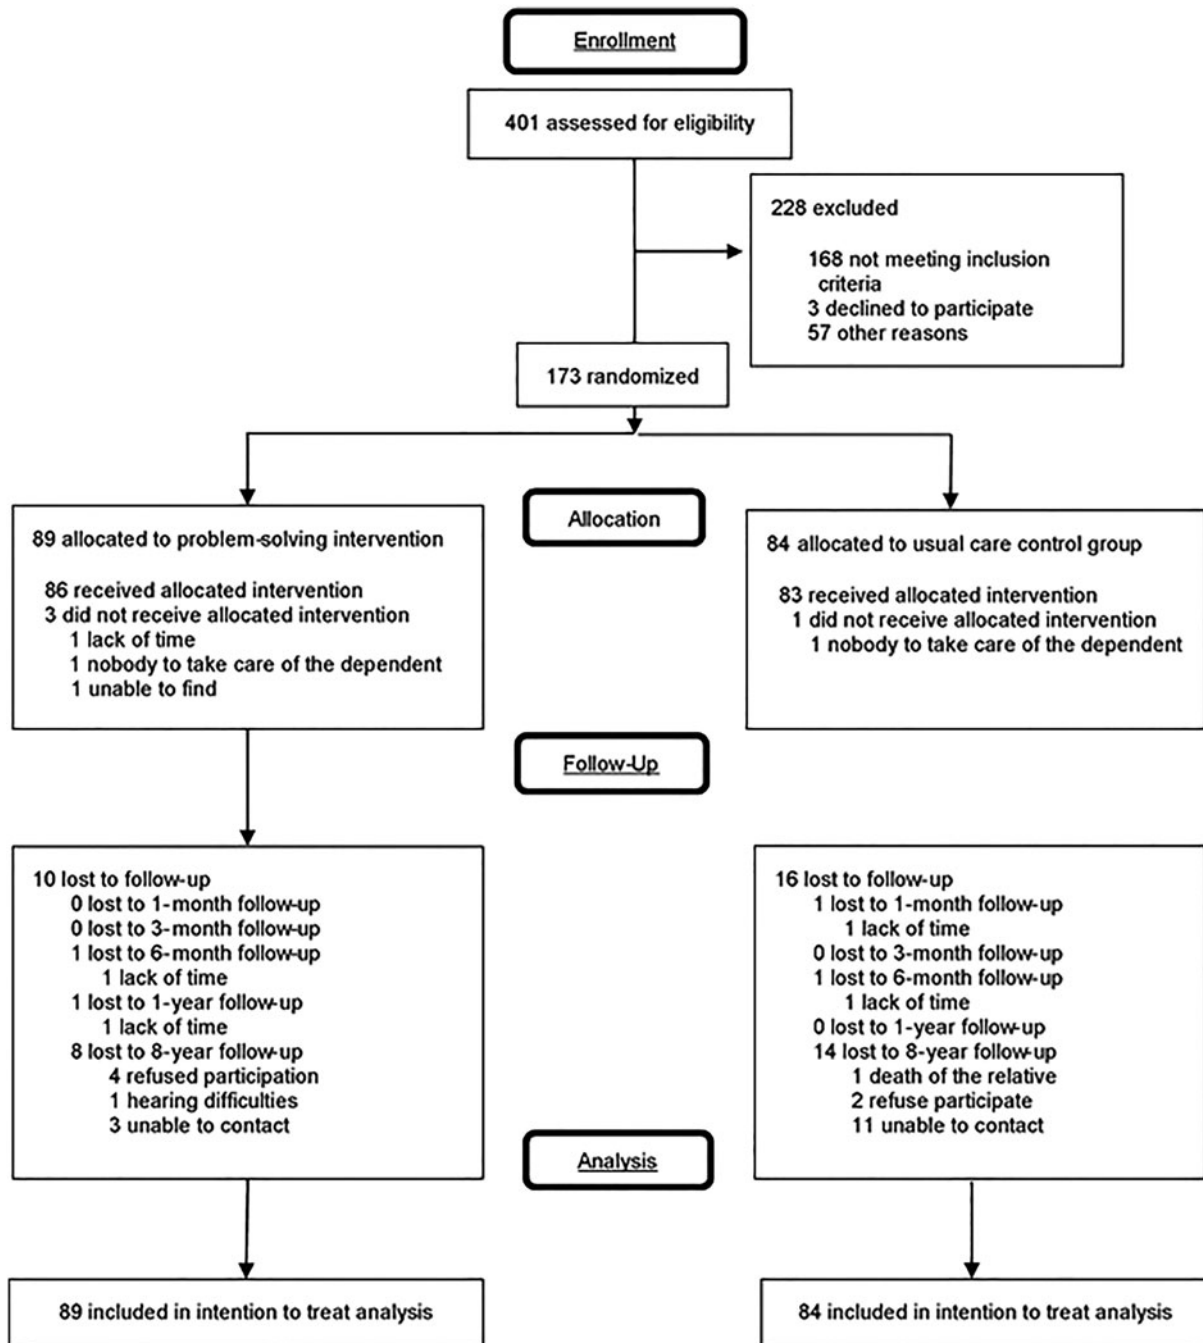 Enrollment
401 assessed for eligibility
228 excluded
168 not meeting inclusion
criteria
3 declined to participate
57 other reasons
173 randomized
Allocation
89 allocated to problem-solving intervention
86 received allocated intervention
3 did not receive allocated intervention
1 lack of time
1 nobody to take care of the dependent
1 unable to find
84 allocated to usual care control group
83 received allocated intervention
1 did not receive allocated intervention
1 nobody to take care of the dependent
Follow-Up
10 lost to follow-up
0 lost to 1-month follow-up
0 lost to 3-month follow-up
1 lost to 6-month follow-up
1 lack of time
1 lost to 1-year follow-up
1 lack of time
8 lost to 8-year follow-up
4 refused participation
1 hearing difficulties
3 unable to contact
16 lost to follow-up
1 lost to 1-month follow-up
1 lack of time
0 lost to 3-month follow-up
1 lost to 6-month follow-up
1 lack of time
0 lost to 1-year follow-up
14 lost to 8-year follow-up
1 death of the relative
2 refuse participate
11 unable to contact
Analysis
89 included in intention to treat analysis
84 included in intention to treat analysis